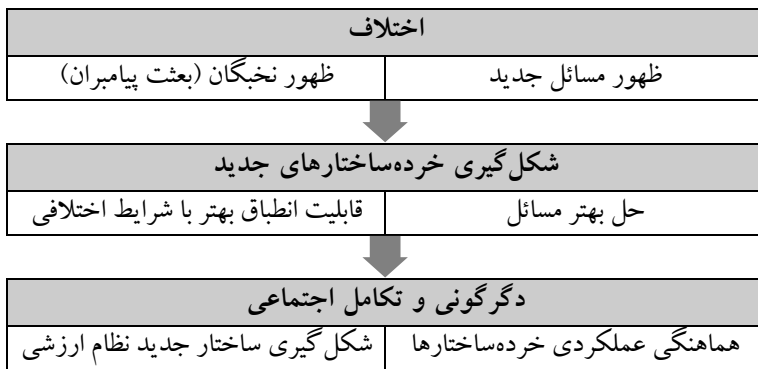 اختلاف
ظهور مسائل جدید
ظهور نخبگان (بعثت پیامبران)
شکل‌گیری خرده‌ساختارهای جدید
حل بهتر مسائل
قابلیت انطباق بهتر با شرایط اختلافی
دگرگونی و تکامل اجتماعی
هماهنگی عملکردی خرده‌ساختارها
شکل‌گیری ساختار جدید نظام ارزشی